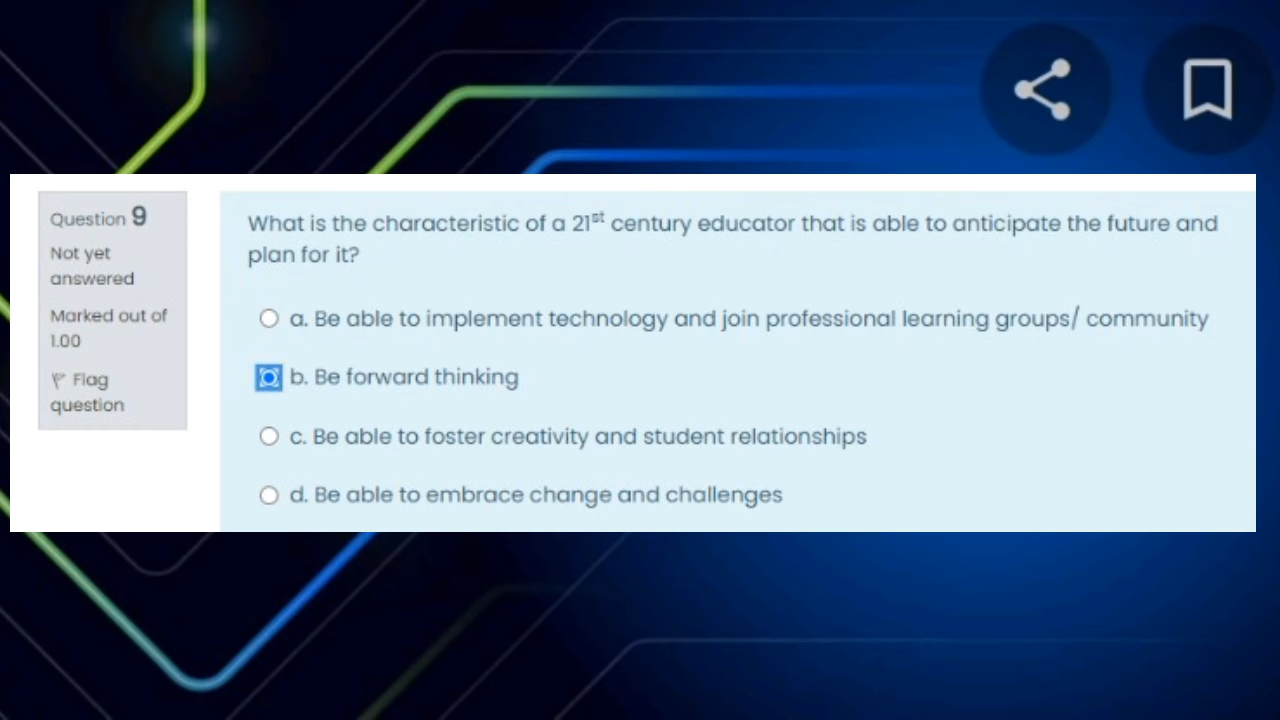 Question 9
Not yet
answered
Marked out of
1.00
Flag
question
What is the characteristic of a 21st century educator that is able to anticipate the future and
plan for it?
a. Be able to implement technology and join professional learning groups/ community
b. Be forward thinking
c. Be able to foster creativity and student relationships
d. Be able to embrace change and challenges